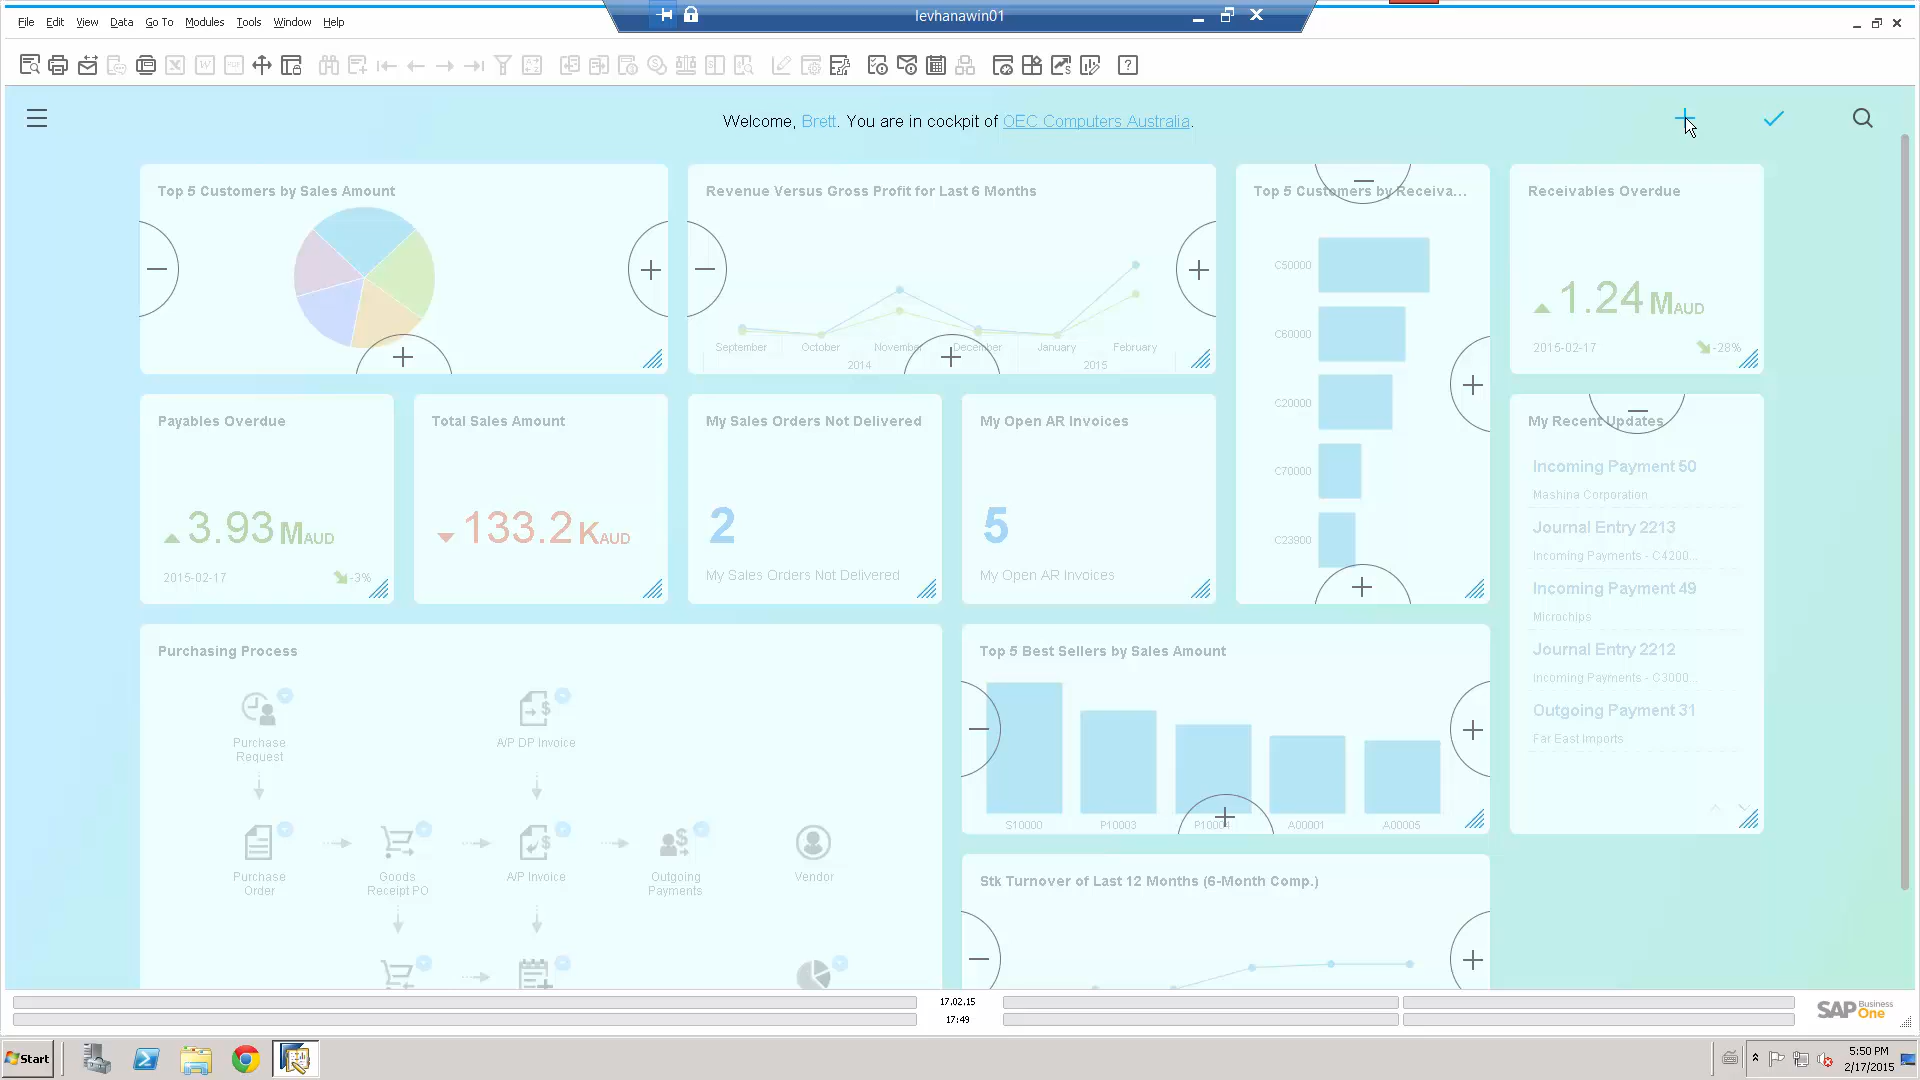 levhanawin01
File Edit View Data Go To Modules Tools Window Help
Welcome, Brett. You are in cockpit of OEC Computers Australia.
Top 5 Customers by Sales Amount
Revenue Versus Gross Profit for Last 6 Months
September October November December January February
2014 2015
Top 5 Customers by Receiva...
C50000
C60000
C20000
C70000
C23900
Receivables Overdue
1.24 M AUD
2015-02-17 -28%
Payables Overdue
3.93 M AUD
2015-02-17 -3%
Total Sales Amount
133.2 K AUD
My Sales Orders Not Delivered
2
My Sales Orders Not Delivered
My Open AR Invoices
5
My Open AR Invoices
My Recent Updates
Incoming Payment 50
Mashina Corporation
Journal Entry 2213
Incoming Payments - C4200...
Incoming Payment 49
Microchips
Journal Entry 2212
Incoming Payments - C3000...
Outgoing Payment 31
Far East Imports
Purchasing Process
Purchase
Request
A/P DP Invoice
Purchase
Order
Goods
Receipt PO
A/P Invoice
Outgoing
Payments
Vendor
Top 5 Best Sellers by Sales Amount
S10000 P10003 P10004 A00001 A00005
Stk Turnover of Last 12 Months (6-Month Comp.)
17.02.15
17:49
SAP Business One
Start
5:50 PM
2/17/2015